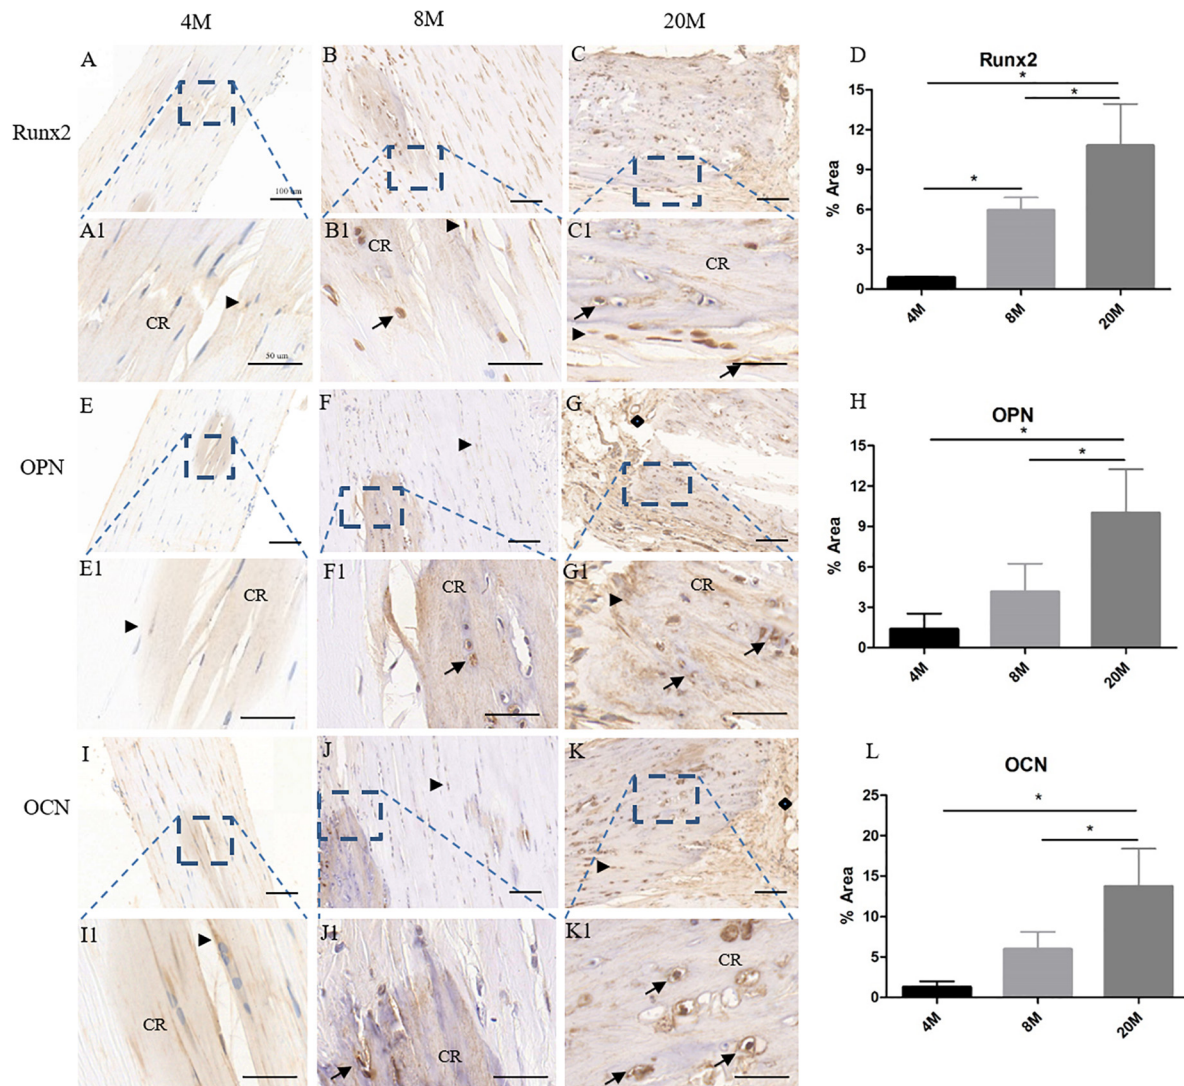 4M
8M
20M
Runx2
A
100 um
B
C
D
Runx2
*
*
*
15
12
9
6
3
0
% Area
4M
8M
20M
A1
CR
50 um
B1
CR
C1
CR
OPN
E
F
G
H
OPN
*
*
15
12
9
6
3
0
% Area
4M
8M
20M
E1
CR
F1
CR
G1
CR
OCN
I
J
K
L
OCN
*
*
25
20
15
10
5
0
% Area
4M
8M
20M
I1
CR
J1
CR
K1
CR